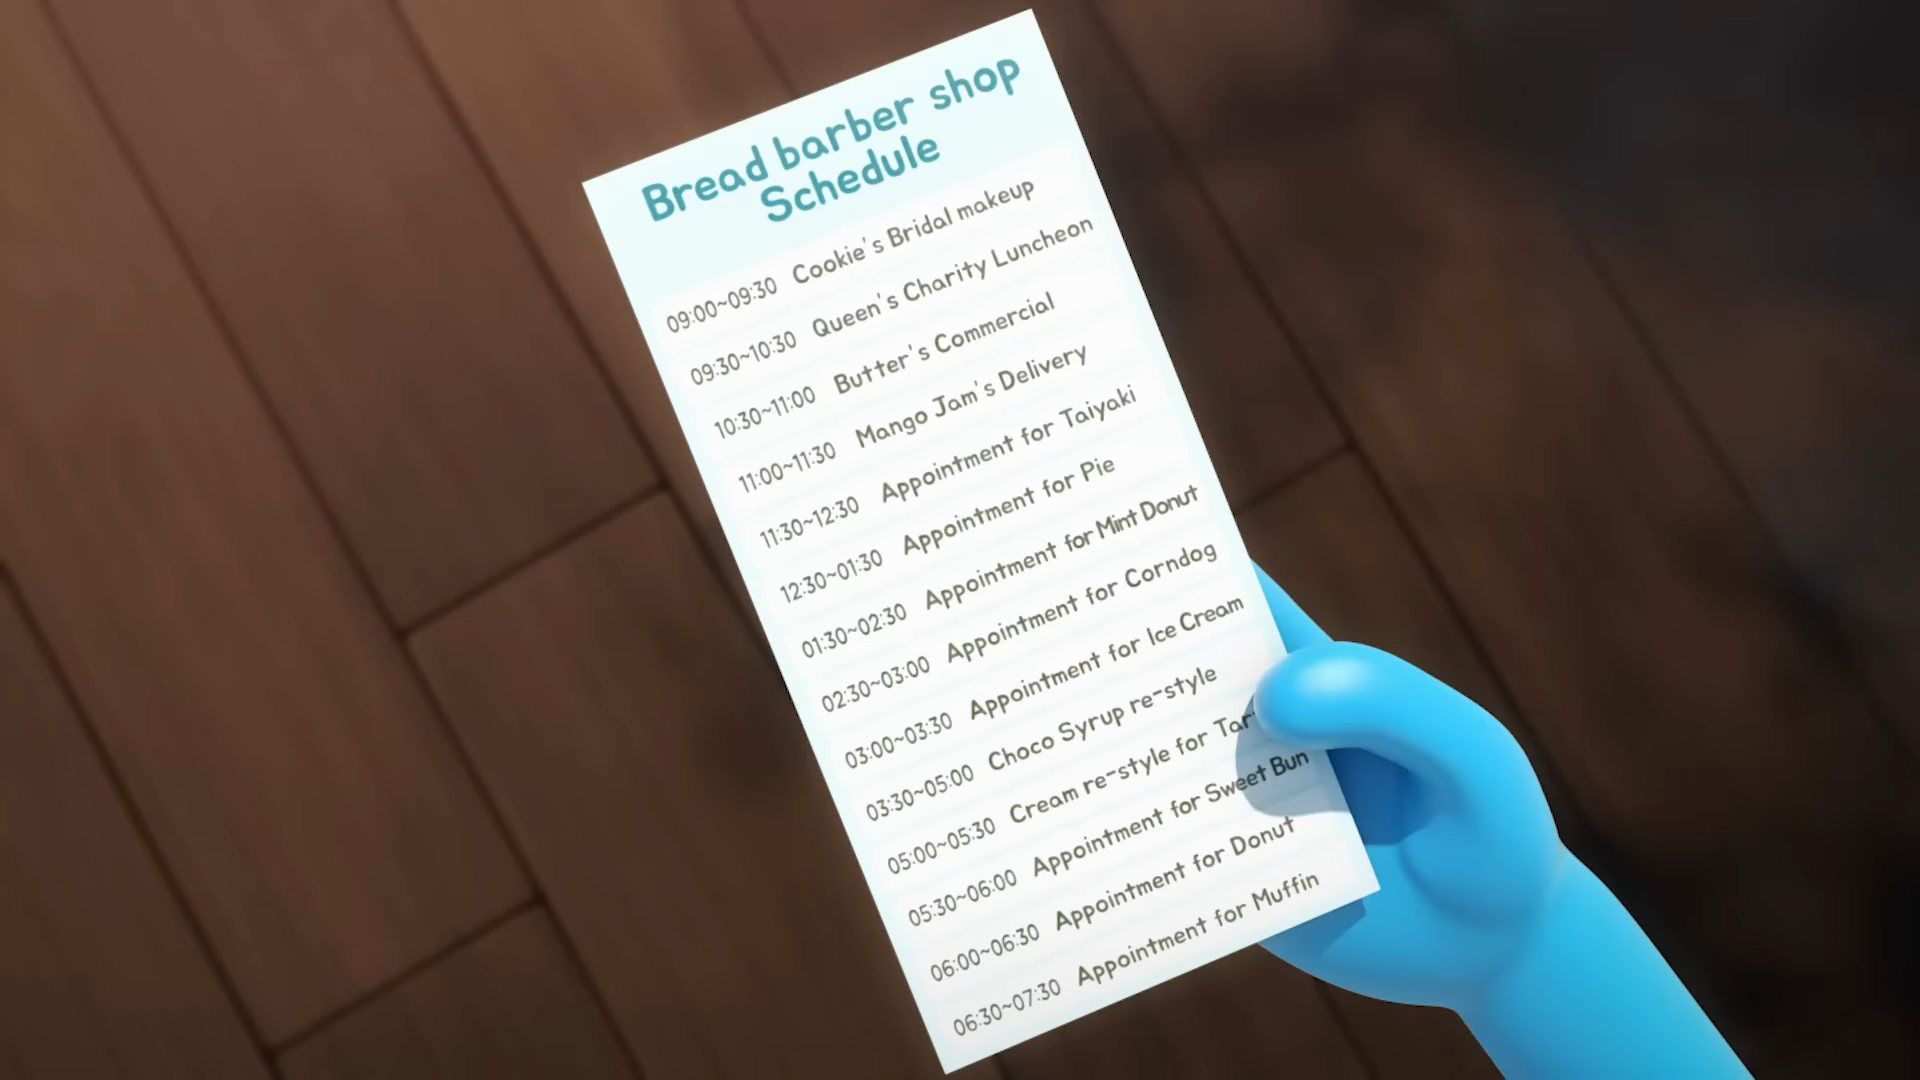 Bread barber shop
Schedule
09:00~09:30 Cookie's Bridal makeup
09:30~10:30 Queen's Charity Luncheon
10:30~11:00 Butter's Commercial
11:00~11:30 Mango Jam's Delivery
11:30~12:30 Appointment for Taiyaki
12:30~01:30 Appointment for Pie
01:30~02:30 Appointment for Mint Donut
02:30~03:00 Appointment for Corndog
03:00~03:30 Appointment for Ice Cream
03:30~05:00 Choco Syrup re-style
05:00~05:30 Cream re-style for
05:30~06:00 Appointment for Sweet Bun
06:00~06:30 Appointment for Donut
06:30~07:30 Appointment for Muffin